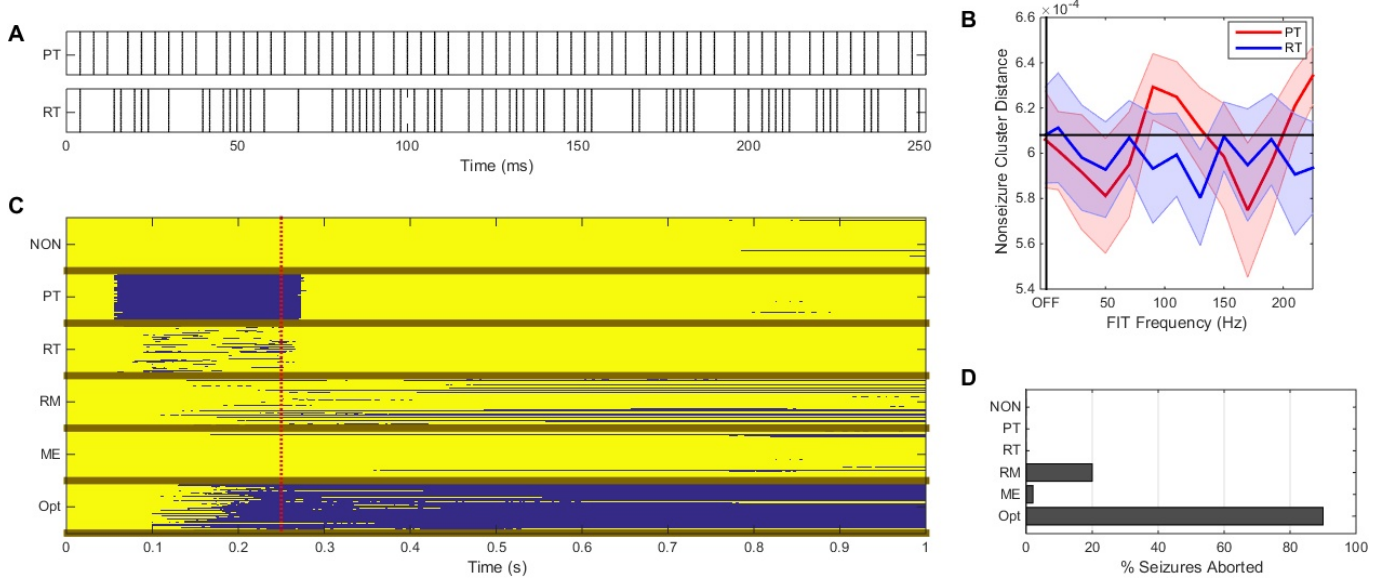 A
PT
RT
0 50 100 150 200 250
Time (ms)
B
×10⁻⁴
6.6
6.4
6.2
6
5.8
5.6
5.4
Nonseizure Cluster Distance
PT
RT
OFF 50 100 150 200
FIT Frequency (Hz)
C
NON
PT
RT
RM
ME
Opt
0 0.1 0.2 0.3 0.4 0.5 0.6 0.7 0.8 0.9 1
Time (s)
D
NON
PT
RT
RM
ME
Opt
0 20 40 60 80 100
% Seizures Aborted